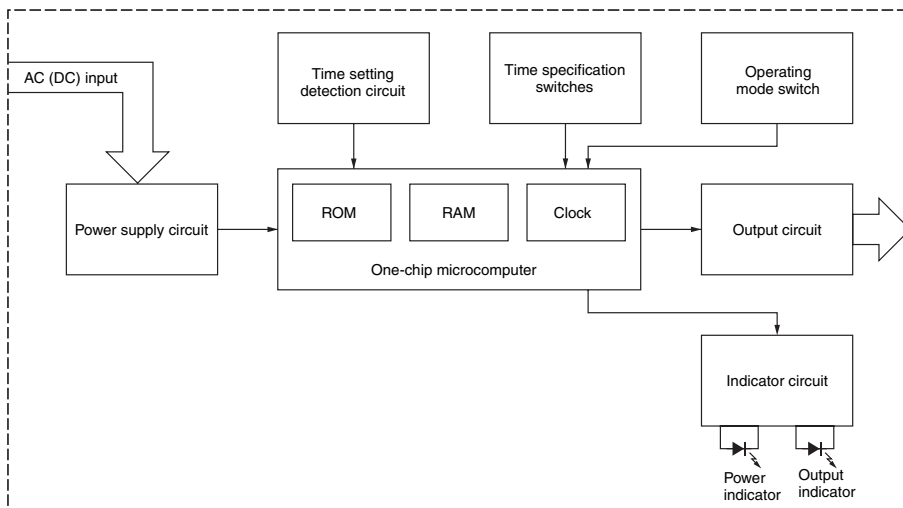 AC (DC) input
Time setting
detection circuit
Time specification
switches
Operating
mode switch
Power supply circuit
ROM
RAM
Clock
One-chip microcomputer
Output circuit
Indicator circuit
Power
indicator
Output
indicator